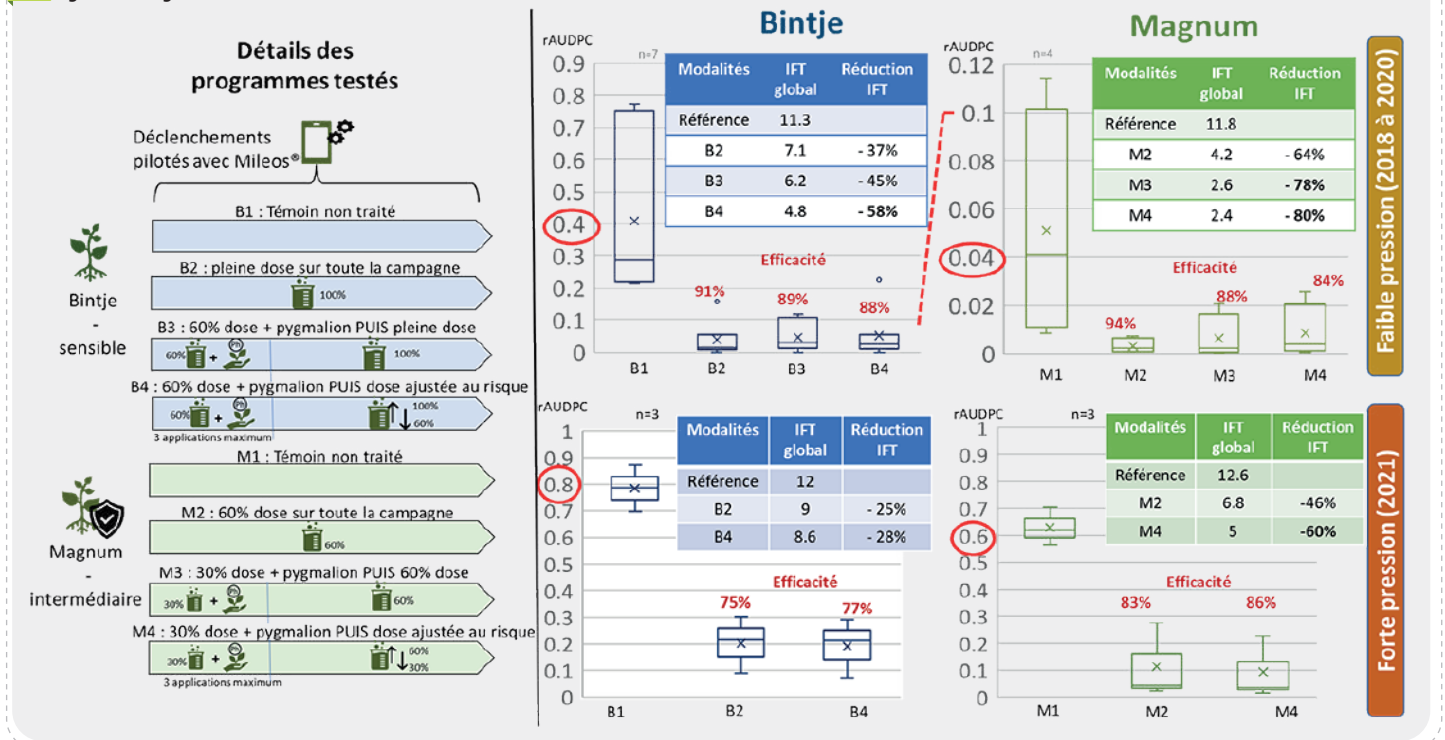 Détails des
programmes testés
Déclenchements
pilotés avec Mileos®
B1 : Témoin non traité
B2 : pleine dose sur toute la campagne
100%
Bintje
-
sensible
B3 : 60% dose + pygmalion PUIS pleine dose
60% + 100%
B4 : 60% dose + pygmalion PUIS dose ajustée au risque
60% + 100%
60%
3 applications maximum
M1 : Témoin non traité
M2 : 60% dose sur toute la campagne
60%
Magnum
-
intermédiaire
M3 : 30% dose + pygmalion PUIS 60% dose
30% + 60%
M4 : 30% dose + pygmalion PUIS dose ajustée au risque
30% + 60%
30%
3 applications maximum
Bintje
rAUDPC
n=7
0.9
0.8
0.7
0.6
0.5
0.4
0.3
0.2
0.1
0
Modalités IFT global Réduction IFT
Référence 11.3
B2 7.1 - 37%
B3 6.2 - 45%
B4 4.8 - 58%
Efficacité
91% 89% 88%
B1 B2 B3 B4
Magnum
rAUDPC
n=4
0.12
0.1
0.08
0.06
0.04
0.02
0
Modalités IFT global Réduction IFT
Référence 11.8
M2 4.2 - 64%
M3 2.6 - 78%
M4 2.4 - 80%
Efficacité
94% 88% 84%
M1 M2 M3 M4
Faible pression (2018 à 2020)
rAUDPC
n=3
1
0.9
0.8
0.7
0.6
0.5
0.4
0.3
0.2
0.1
0
Modalités IFT global Réduction IFT
Référence 12
B2 9 - 25%
B4 8.6 - 28%
Efficacité
75% 77%
B1 B2 B4
rAUDPC
n=3
1
0.9
0.8
0.7
0.6
0.5
0.4
0.3
0.2
0.1
0
Modalités IFT global Réduction IFT
Référence 12.6
M2 6.8 -46%
M4 5 -60%
Efficacité
83% 86%
M1 M2 M4
Forte pression (2021)